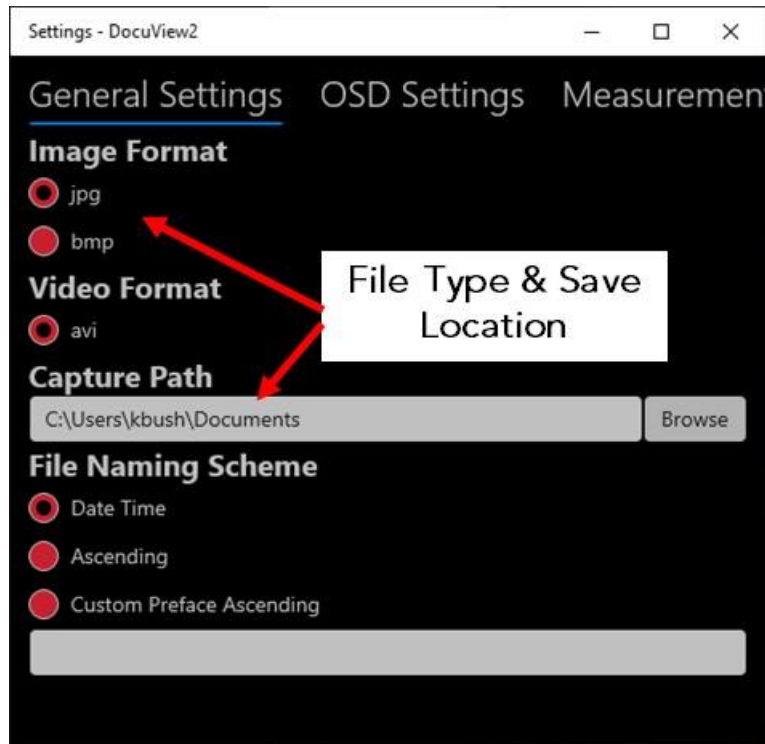 Settings - DocuView2
General Settings OSD Settings Measuremen
Image Format
jpg
bmp
File Type & Save
Location
Video Format
avi
Capture Path
C:\Users\kbush\Documents
Browse
File Naming Scheme
Date Time
Ascending
Custom Preface Ascending